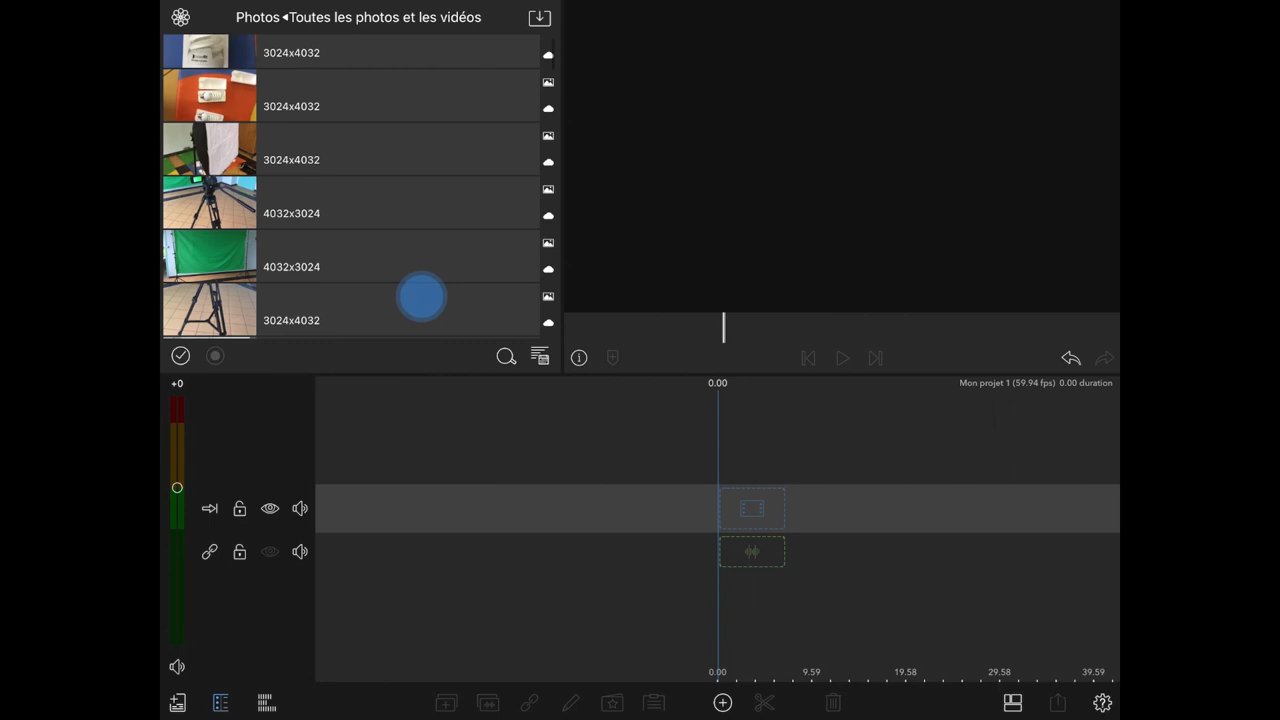 Photos ◂Toutes les photos et les vidéos
3024x4032
3024x4032
3024x4032
4032x3024
4032x3024
3024x4032
+0
0.00
Mon projet 1 (59.94 fps) 0.00 duration
0.00
9.59
19.58
29.58
39.59